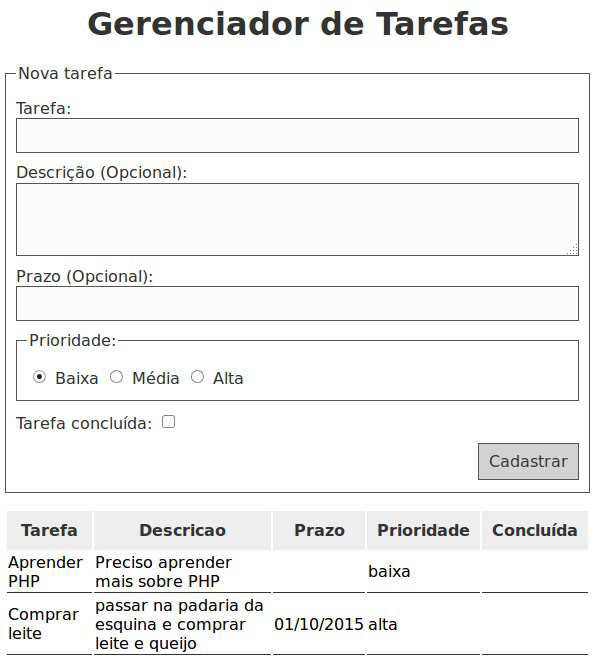 Gerenciador de Tarefas
Nova tarefa
Tarefa:
Descrição (Opcional):
Prazo (Opcional):
Prioridade:
Baixa Média Alta
Tarefa concluída:
Cadastrar
Tarefa Descricao Prazo Prioridade Concluída
Aprender PHP Preciso aprender mais sobre PHP baixa
Comprar leite passar na padaria da esquina e comprar leite e queijo 01/10/2015 alta